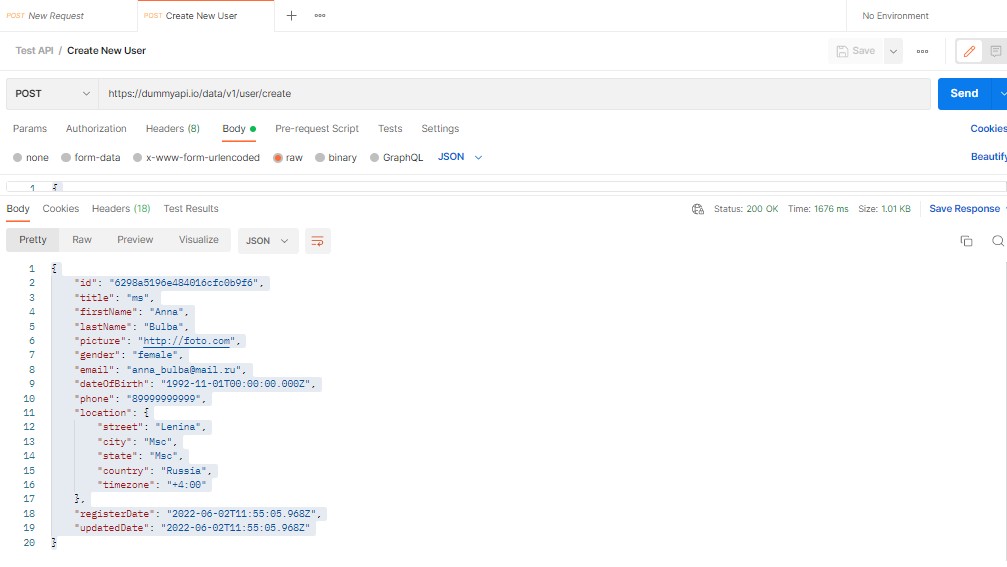 POST New Request POST Create New User No Environment
Test API / Create New User Save
POST https://dummyapi.io/data/v1/user/create Send
Params Authorization Headers (8) Body Pre-request Script Tests Settings Cookies
none form-data x-www-form-urlencoded raw binary GraphQL JSON Beautify
1 {
Body Cookies Headers (18) Test Results Status: 200 OK Time: 1676 ms Size: 1.01 KB Save Response
Pretty Raw Preview Visualize JSON
1 {
2 "id": "6298a5196e484016cfc0b9f6",
3 "title": "ms",
4 "firstName": "Anna",
5 "lastName": "Bulba",
6 "picture": "http://foto.com",
7 "gender": "female",
8 "email": "anna_bulba@mail.ru",
9 "dateOfBirth": "1992-11-01T00:00:00.000Z",
10 "phone": "89999999999",
11 "location": {
12 "street": "Lenina",
13 "city": "Msc",
14 "state": "Msc",
15 "country": "Russia",
16 "timezone": "+4:00"
17 },
18 "registerDate": "2022-06-02T11:55:05.968Z",
19 "updatedDate": "2022-06-02T11:55:05.968Z"
20 }